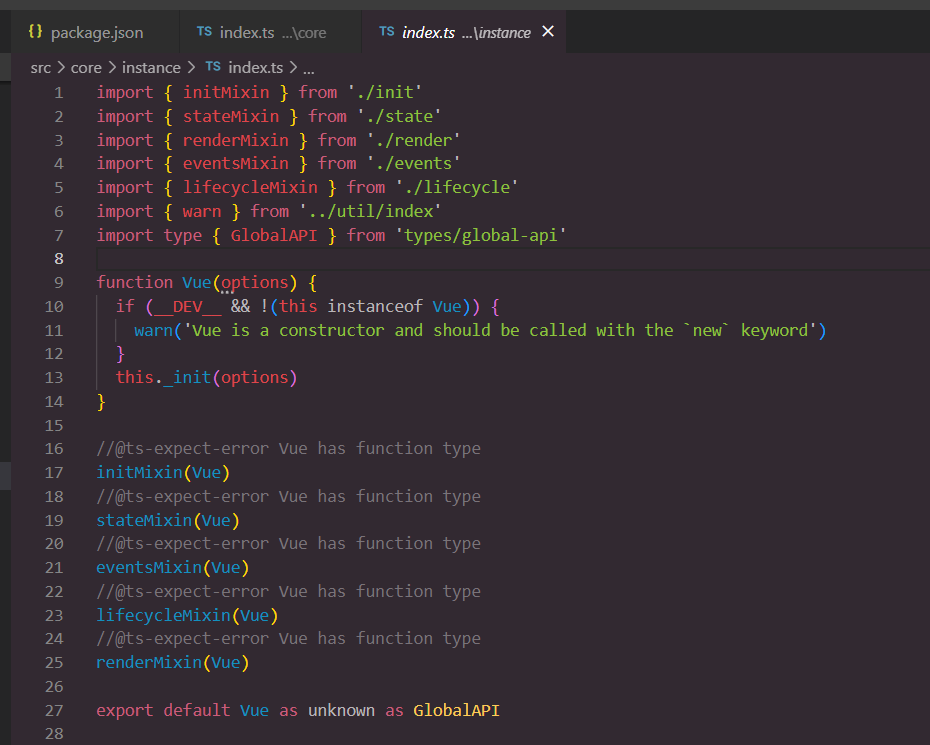 {} package.json TS index.ts ...\core TS index.ts ...\instance ×
src > core > instance > TS index.ts > ...
1 import { initMixin } from './init'
2 import { stateMixin } from './state'
3 import { renderMixin } from './render'
4 import { eventsMixin } from './events'
5 import { lifecycleMixin } from './lifecycle'
6 import { warn } from '../util/index'
7 import type { GlobalAPI } from 'types/global-api'
8
9 function Vue(options) {
10   if (__DEV__ && !(this instanceof Vue)) {
11     warn('Vue is a constructor and should be called with the `new` keyword')
12   }
13   this._init(options)
14 }
15
16 //@ts-expect-error Vue has function type
17 initMixin(Vue)
18 //@ts-expect-error Vue has function type
19 stateMixin(Vue)
20 //@ts-expect-error Vue has function type
21 eventsMixin(Vue)
22 //@ts-expect-error Vue has function type
23 lifecycleMixin(Vue)
24 //@ts-expect-error Vue has function type
25 renderMixin(Vue)
26
27 export default Vue as unknown as GlobalAPI
28